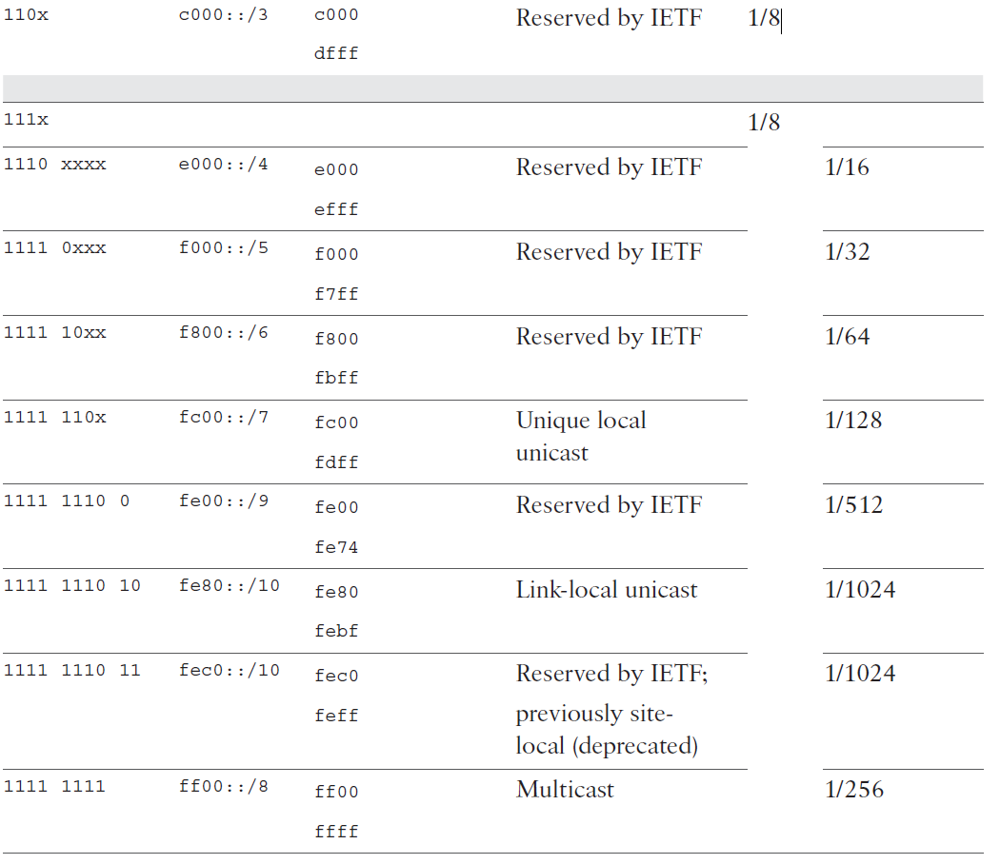 110x c000::/3 c000 Reserved by IETF 1/8
dfff
111x 1/8
1110 xxxx e000::/4 e000 Reserved by IETF 1/16
efff
1111 0xxx f000::/5 f000 Reserved by IETF 1/32
f7ff
1111 10xx f800::/6 f800 Reserved by IETF 1/64
fbff
1111 110x fc00::/7 fc00 Unique local 1/128
fdff unicast
1111 1110 0 fe00::/9 fe00 Reserved by IETF 1/512
fe74
1111 1110 10 fe80::/10 fe80 Link-local unicast 1/1024
febf
1111 1110 11 fec0::/10 fec0 Reserved by IETF; 1/1024
feff previously site-
local (deprecated)
1111 1111 ff00::/8 ff00 Multicast 1/256
ffff